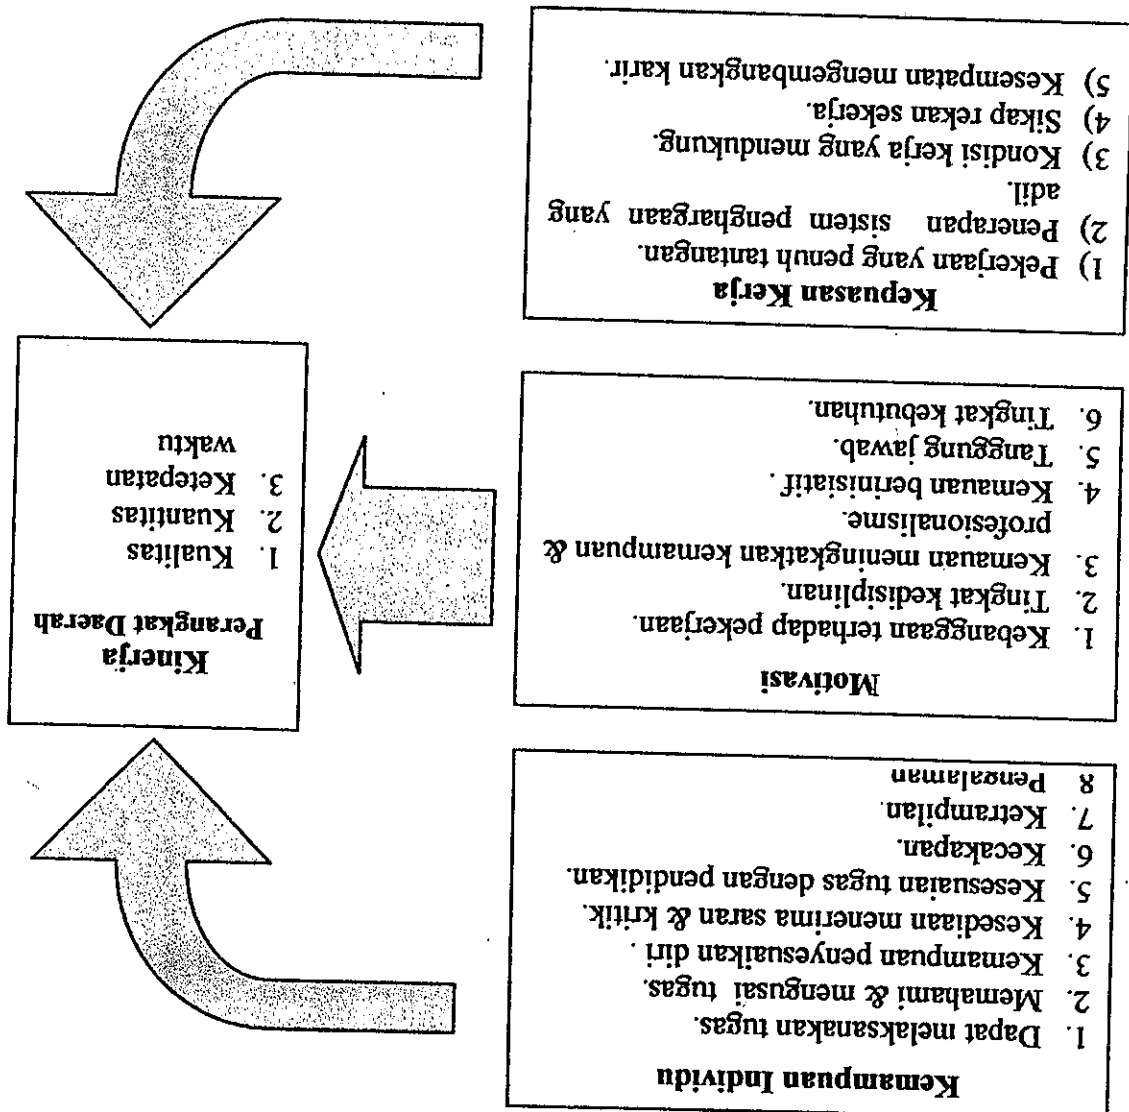 Kemampuan Individu
1. Dapat melaksanakan tugas.
2. Memahami & mengusai tugas.
3. Kemampuan penyesuaikan diri .
4. Kesediaan menerima saran & kritik.
5. Kesesuaian tugas dengan pendidikan.
6. Kecakapan.
7. Ketrampilan
8 Pengalaman
Motivasi
1. Kebanggaan terhadap pekerjaan.
2. Tingkat kedisiplinan.
3. Kemauan meningkatkan kemampuan &
profesionalisme.
4. Kemauan berinisiatif .
5. Tanggung jawab.
6. Tingkat kebutuhan.
Kepuasan Kerja
1) Pekerjaan yang penuh tantangan.
2) Penerapan sistem penghargaan yang
adil.
3) Kondisi kerja yang mendukung.
4) Sikap rekan sekerja.
5) Kesempatan mengembangkan karir.
Kinerja
Perangkat Daerah
1. Kualitas
2. Kuantitas
3. Ketepatan
waktu